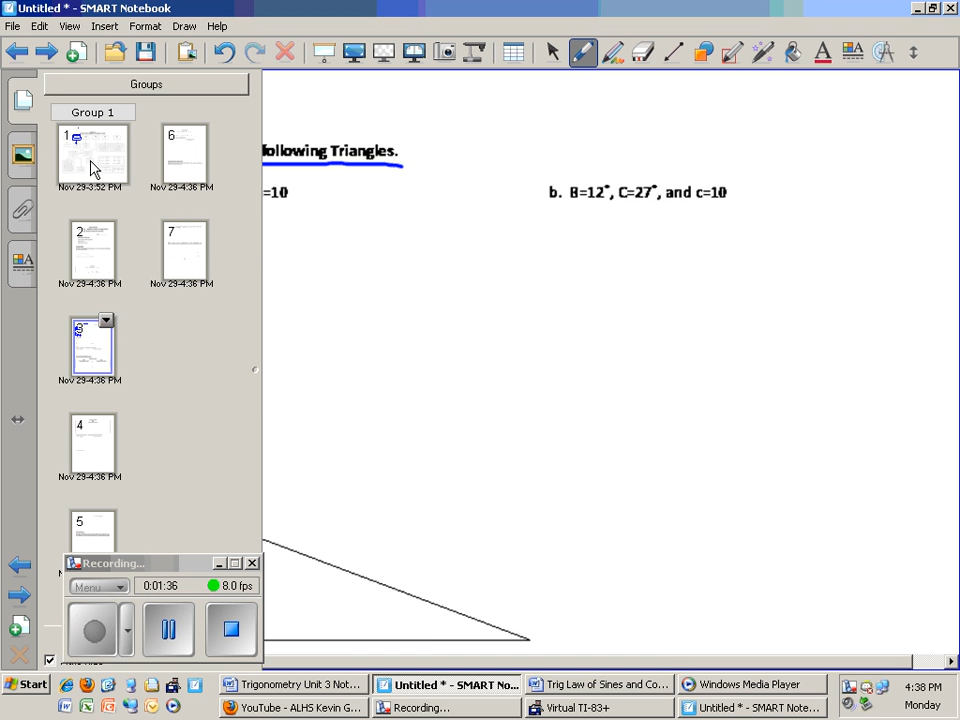 Untitled * - SMART Notebook
File Edit View Insert Format Draw Help
Groups
Group 1
1
Nov 29-3:52 PM
6
Nov 29-4:36 PM
2
Nov 29-4:36 PM
7
Nov 29-4:36 PM
3
Nov 29-4:36 PM
4
Nov 29-4:36 PM
5
following Triangles.
=10
b. B=12°, C=27°, and c=10
Recording...
Menu
0:01:36
8.0 fps
Start
Trigonometry Unit 3 Not...
Untitled * - SMART No...
Trig Law of Sines and Co...
Windows Media Player
4:38 PM
YouTube - ALHS Kevin G...
Recording...
Virtual TI-83+
Untitled * - SMART Not...
Monday